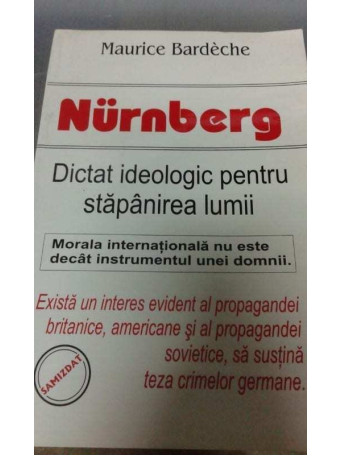 Maurice Bardèche
Nürnberg
Dictat ideologic pentru
stăpânirea lumii
Morala internațională nu este
decât instrumentul unei domnii.
Există un interes evident al propagandei
britanice, americane şi al propagandei
sovietice, să susțină
teza crimelor germane.
SAMIZDAT